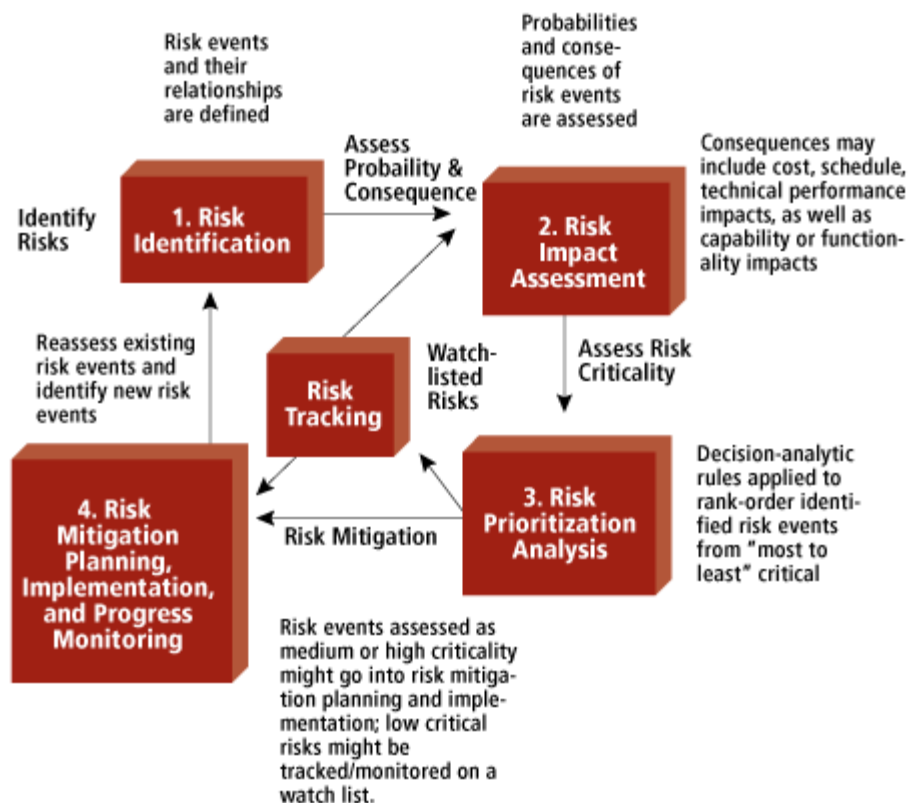 Risk events
and their
relationships
are defined
Probabilities
and conse-
quences of
risk events
are assessed
Assess
Probaility &
Consequence
Consequences may
include cost, schedule,
technical performance
impacts, as well as
capability or function-
ality impacts
Identify
Risks
1. Risk
Identification
2. Risk
Impact
Assessment
Reassess existing
risk events and
identify new risk
events
Risk
Tracking
Watch-
listed
Risks
Assess Risk
Criticality
4. Risk
Mitigation
Planning,
Implementation,
and Progress
Monitoring
Risk Mitigation
3. Risk
Prioritization
Analysis
Decision-analytic
rules applied to
rank-order identi-
fied risk events
from "most to
least" critical
Risk events assessed as
medium or high criticality
might go into risk mitiga-
tion planning and imple-
mentation; low critical
risks might be
tracked/monitored on a
watch list.